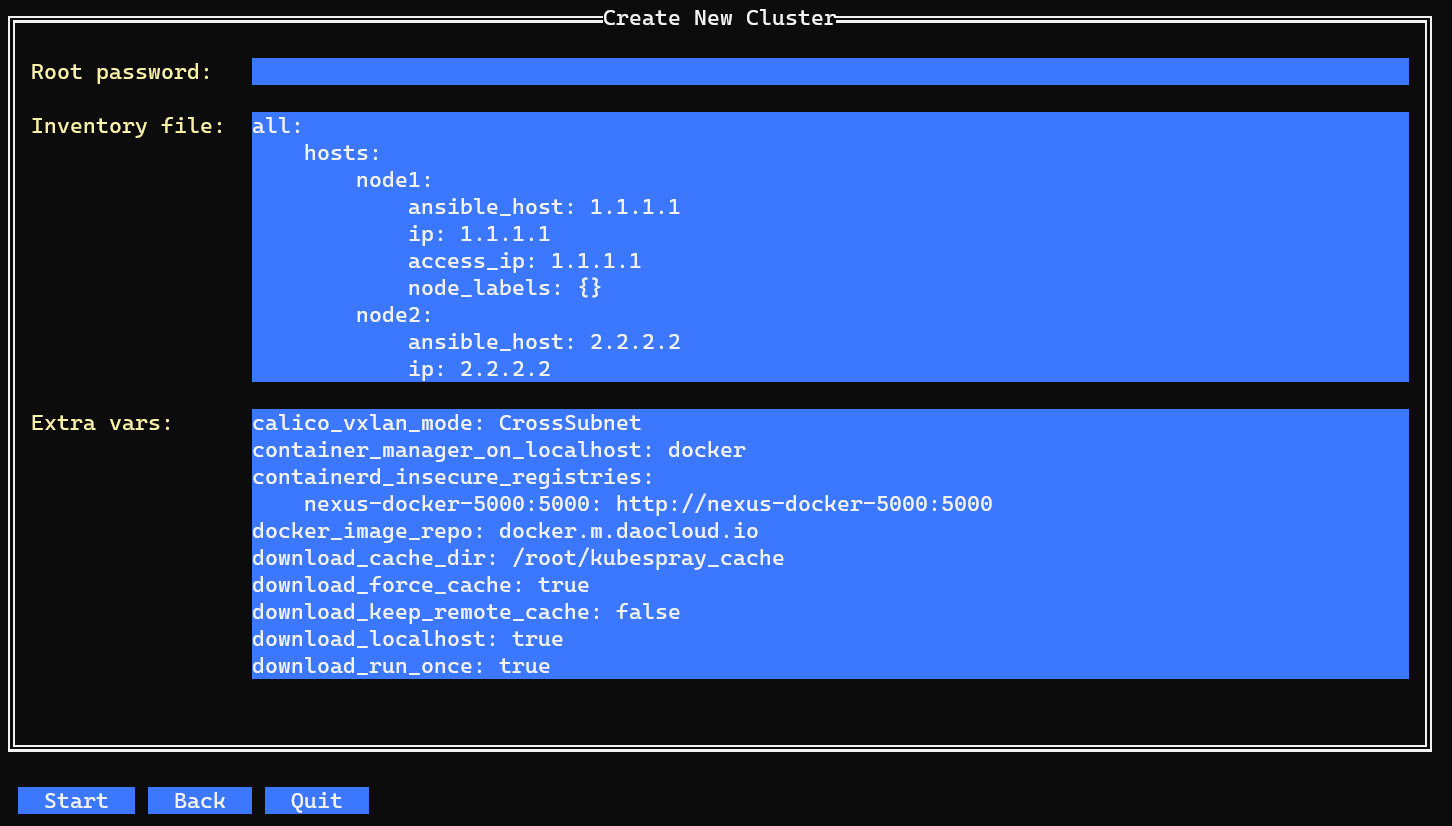 Create New Cluster
Root password:
Inventory file:
all:
    hosts:
        node1:
            ansible_host: 1.1.1.1
            ip: 1.1.1.1
            access_ip: 1.1.1.1
            node_labels: {}
        node2:
            ansible_host: 2.2.2.2
            ip: 2.2.2.2
Extra vars:
calico_vxlan_mode: CrossSubnet
container_manager_on_localhost: docker
containerd_insecure_registries:
    nexus-docker-5000:5000: http://nexus-docker-5000:5000
docker_image_repo: docker.m.daocloud.io
download_cache_dir: /root/kubespray_cache
download_force_cache: true
download_keep_remote_cache: false
download_localhost: true
download_run_once: true
Start Back Quit